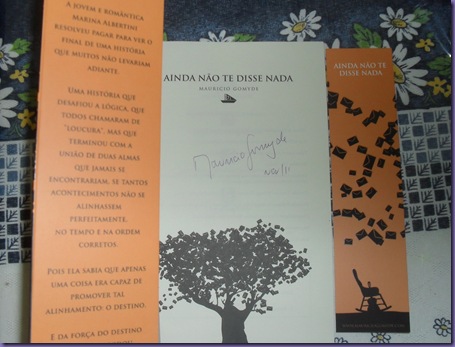 A JOVEM E ROMÂNTICA
MARINA ALBERTINI
RESOLVEU PAGAR PARA VER O
FINAL DE UMA HISTÓRIA
QUE MUITOS NÃO LEVARIAM
ADIANTE.
UMA HISTÓRIA QUE
DESAFIOU A LÓGICA, QUE
TODOS CHAMARAM DE
"LOUCURA", MAS QUE
TERMINOU COM A
UNIÃO DE DUAS ALMAS
QUE JAMAIS SE
ENCONTRARIAM, SE TANTOS
ACONTECIMENTOS NÃO SE
ALINHASSEM
PERFEITAMENTE,
NO TEMPO E NA ORDEM
CORRETOS.
POIS ELA SABIA QUE APENAS
UMA COISA ERA CAPAZ DE
PROMOVER TAL
ALINHAMENTO: O DESTINO.
E DA FORÇA DO DESTINO
AINDA NÃO TE DISSE NADA
MAURICIO GOMYDE
Mauricio Gomyde
AINDA NÃO TE
DISSE NADA